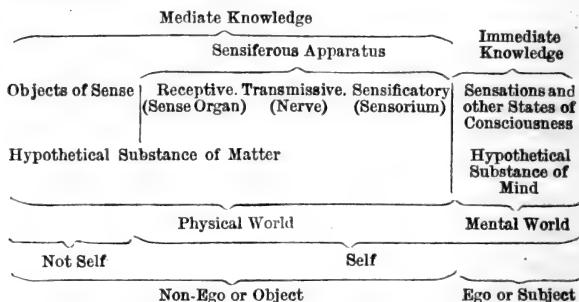 Mediate Knowledge
Sensiferous Apparatus
Immediate Knowledge
Objects of Sense Receptive. Transmissive. Sensificatory Sensations and
(Sense Organ) (Nerve) (Sensorium) other States of
Consciousness
Hypothetical Substance of Matter Hypothetical
Substance of
Mind
Physical World Mental World
Not Self Self
Non-Ego or Object Ego or Subject